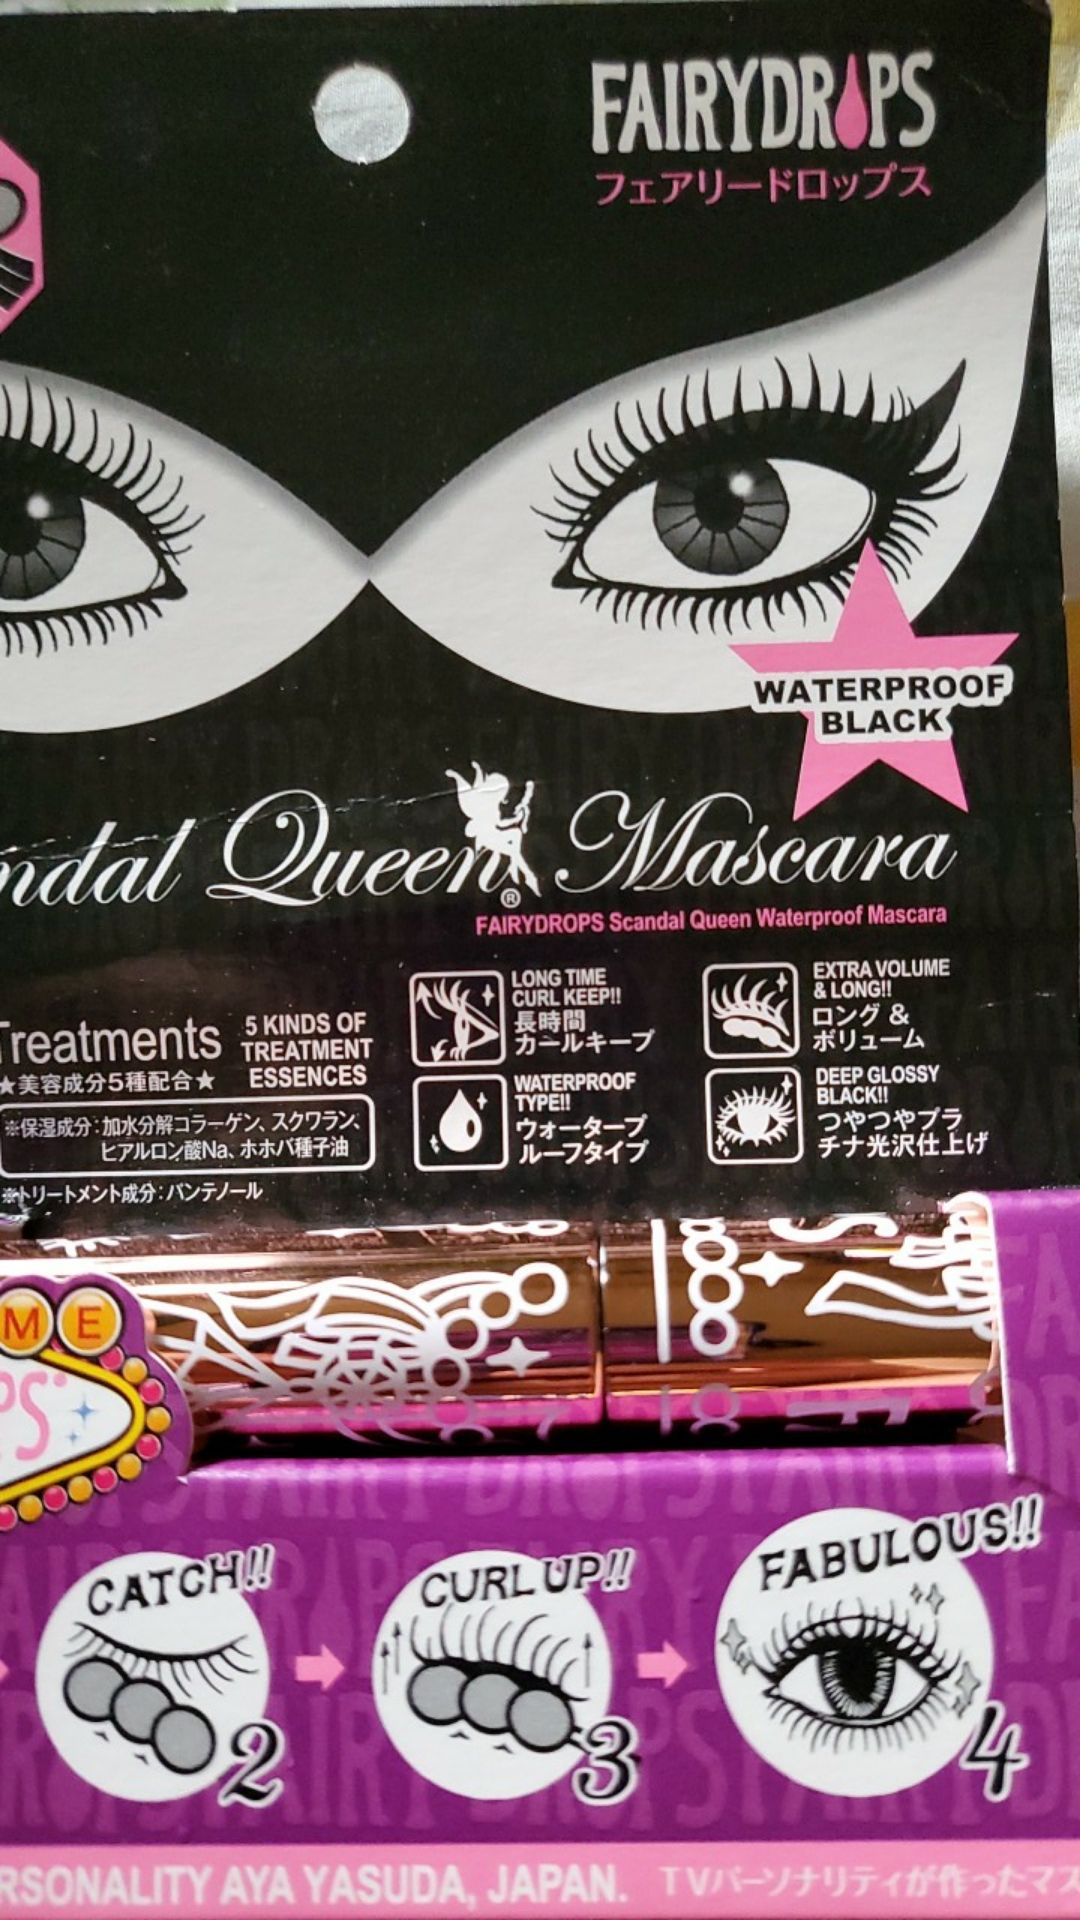 FAIRYDROPS
フェアリードロップス
WATERPROOF
BLACK
ndal Queen® Mascara
FAIRYDROPS Scandal Queen Waterproof Mascara
Treatments
5 KINDS OF
TREATMENT
ESSENCES
★美容成分5種配合★
※保湿成分:加水分解コラーゲン、スクワラン、
ヒアルロン酸Na、ホホバ種子油
※トリートメント成分:パンテノール
LONG TIME
CURL KEEP!!
長時間
カールキープ
EXTRA VOLUME
& LONG!!
ロング &
ボリューム
WATERPROOF
TYPE!!
ウォータープ
ルーフタイプ
DEEP GLOSSY
BLACK!!
つやつやプラ
チナ光沢仕上げ
ME
PS
CATCH!!
2
CURL UP!!
3
FABULOUS!!
4
RSONALITY AYA YASUDA, JAPAN.
TVパーソナリティが作ったマス